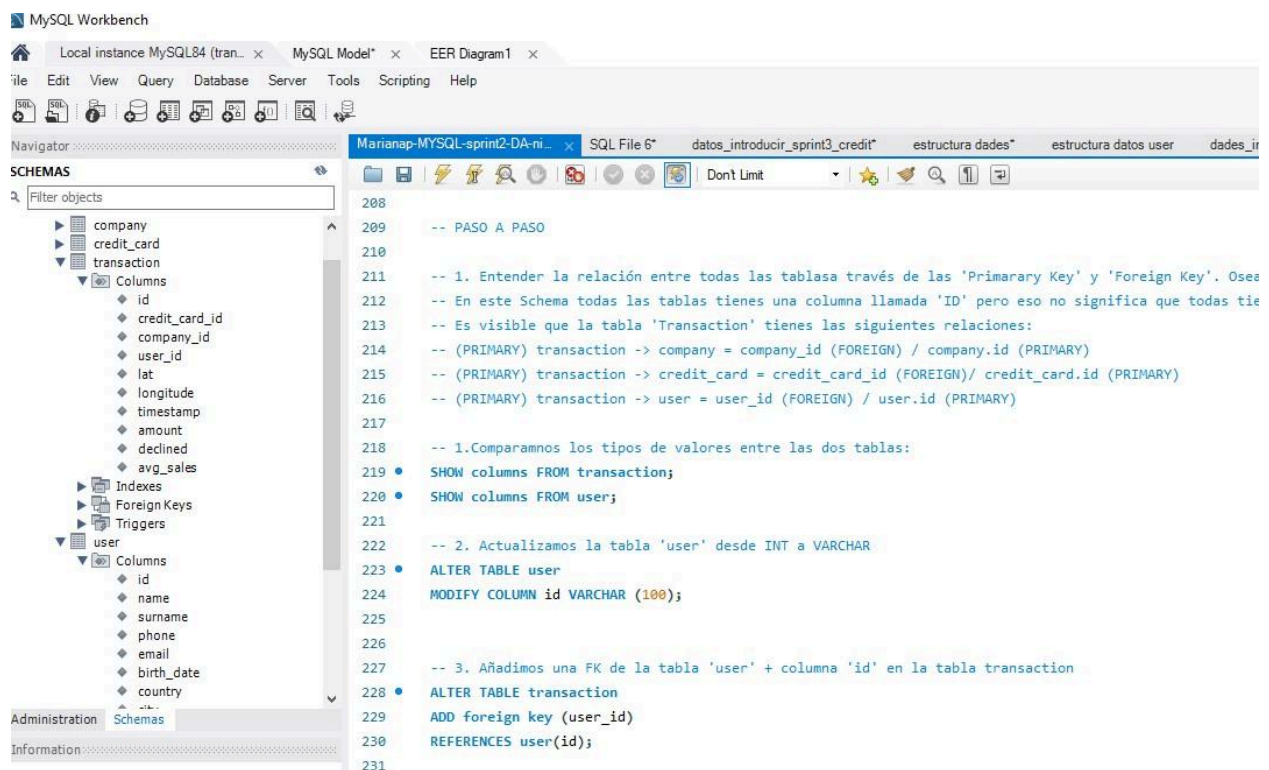 MySQL Workbench
Local instance MySQL84 (tran... × MySQL Model* × EER Diagram1 ×
File Edit View Query Database Server Tools Scripting Help
Navigator
Marianap-MYSQL-sprint2-DA-ni... × SQL File 6* datos_introducir_sprint3_credit* estructura dades* estructura datos user dades_in
SCHEMAS
Don't Limit
Filter objects
company
credit_card
transaction
Columns
id
credit_card_id
company_id
user_id
lat
longitude
timestamp
amount
declined
avg_sales
Indexes
Foreign Keys
Triggers
user
Columns
id
name
surname
phone
email
birth_date
country
Administration Schemas
Information
208
209 -- PASO A PASO
210
211 -- 1. Entender la relación entre todas las tablasa través de las 'Primarary Key' y 'Foreign Key'. Osea
212 -- En este Schema todas las tablas tienes una columna llamada 'ID' pero eso no significa que todas tie
213 -- Es visible que la tabla 'Transaction' tienes las siguientes relaciones:
214 -- (PRIMARY) transaction -> company = company_id (FOREIGN) / company.id (PRIMARY)
215 -- (PRIMARY) transaction -> credit_card = credit_card_id (FOREIGN)/ credit_card.id (PRIMARY)
216 -- (PRIMARY) transaction -> user = user_id (FOREIGN) / user.id (PRIMARY)
217
218 -- 1.Comparamnos los tipos de valores entre las dos tablas:
219 SHOW columns FROM transaction;
220 SHOW columns FROM user;
221
222 -- 2. Actualizamos la tabla 'user' desde INT a VARCHAR
223 ALTER TABLE user
224 MODIFY COLUMN id VARCHAR (100);
225
226
227 -- 3. Añadimos una FK de la tabla 'user' + columna 'id' en la tabla transaction
228 ALTER TABLE transaction
229 ADD foreign key (user_id)
230 REFERENCES user(id);
231